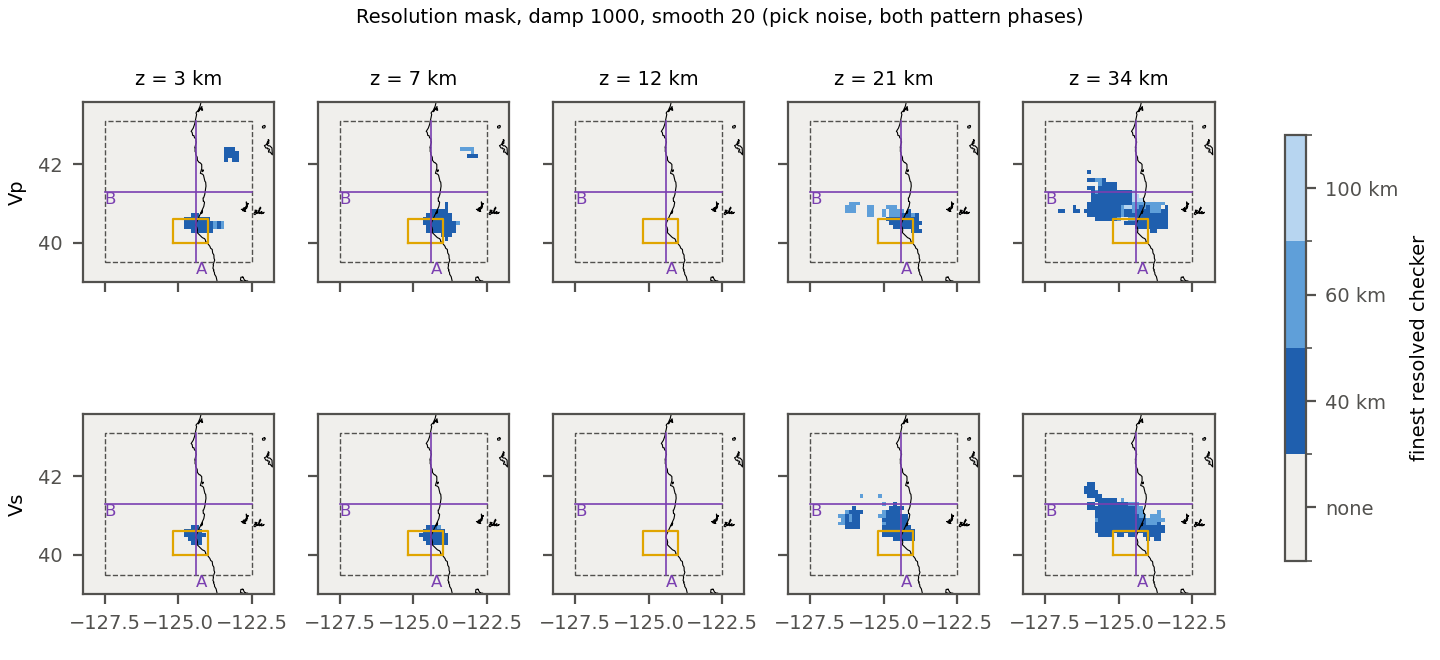 Resolution mask, damp 1000, smooth 20 (pick noise, both pattern phases)
z = 3 km
z = 7 km
z = 12 km
z = 21 km
z = 34 km
Vp
42
40
B
A
B
A
B
A
B
A
B
A
Vs
42
40
B
A
B
A
B
A
B
A
B
A
−127.5 −125.0 −122.5
−127.5 −125.0 −122.5
−127.5 −125.0 −122.5
−127.5 −125.0 −122.5
−127.5 −125.0 −122.5
100 km
60 km
40 km
none
finest resolved checker